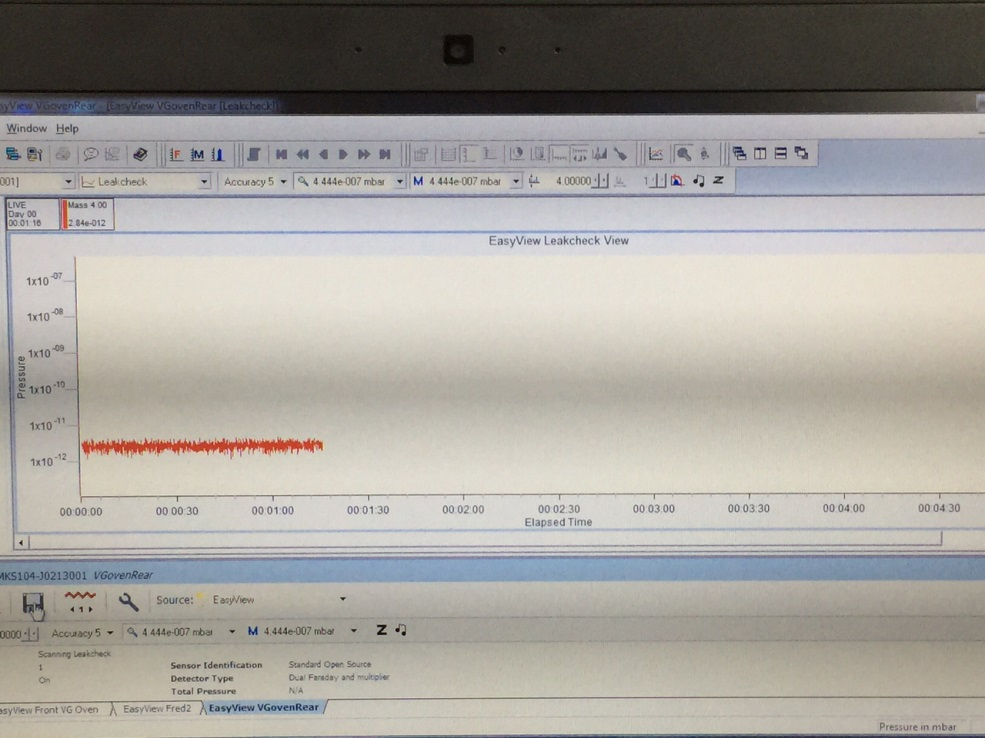 syView VGovenRear - [EasyView VGovenRear [Leakcheck]]
Window Help
F M
001] Leakcheck Accuracy 5 4.444e-007 mbar M 4.444e-007 mbar 4.00000 1 Z
LIVE
Day 00
00:01:16
Mass 4.00
2.84e-012
EasyView Leakcheck View
Pressure
1x10-07
1x10-08
1x10-09
1x10-10
1x10-11
1x10-12
00:00:00 00:00:30 00:01:00 00:01:30 00:02:00 00:02:30 00:03:00 00:03:30 00:04:00 00:04:30
Elapsed Time
MKS104-J0213001 VGovenRear
1 Source: EasyView
0000 Accuracy 5 4.444e-007 mbar M 4.444e-007 mbar Z
Scanning Leakcheck
1 Sensor Identification Standard Open Source
On Detector Type Dual Faraday and multiplier
Total Pressure N/A
asyView Front VG Oven EasyView Fred2 EasyView VGovenRear
Pressure in mbar